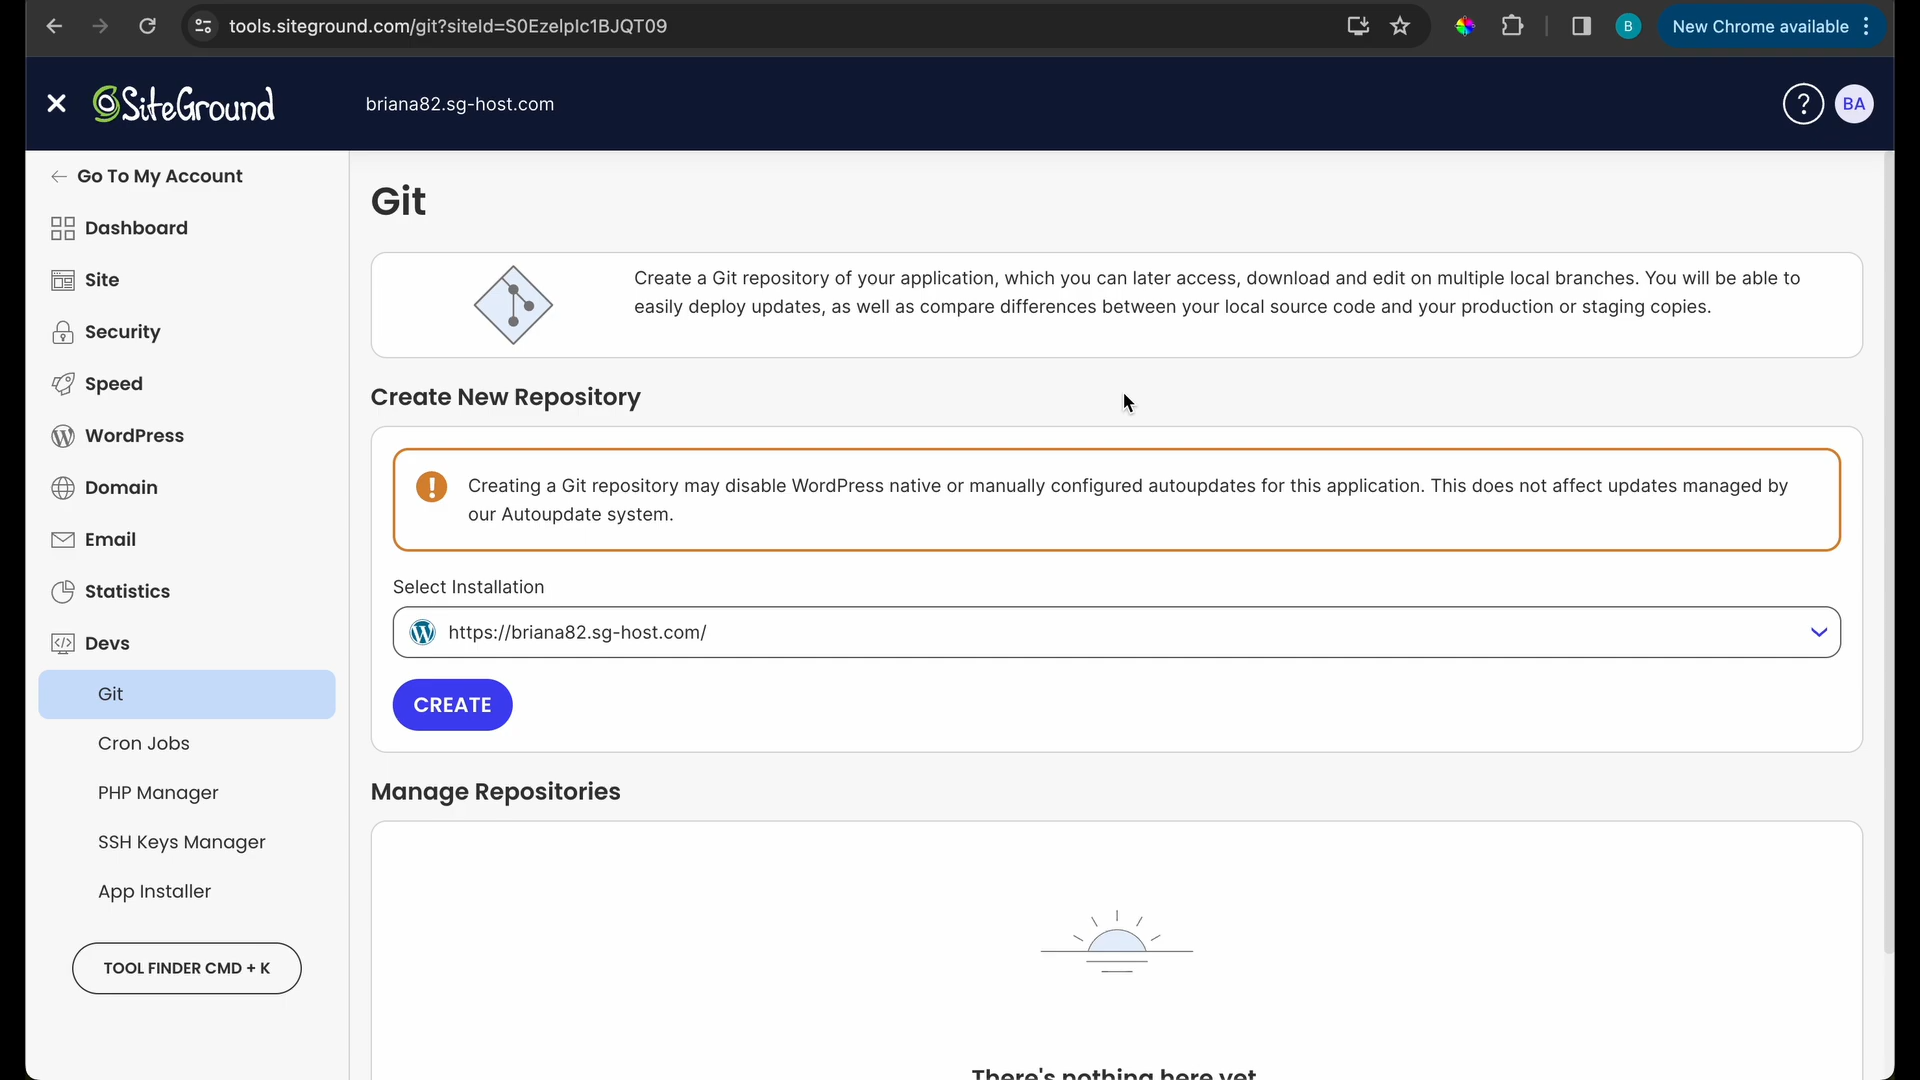 tools.siteground.com/git?siteId=S0EzelpIc1BJQT09
B
New Chrome available
SiteGround
briana82.sg-host.com
?
BA
Go To My Account
Dashboard
Site
Security
Speed
WordPress
Domain
Email
Statistics
Devs
Git
Cron Jobs
PHP Manager
SSH Keys Manager
App Installer
TOOL FINDER CMD + K
Git
Create a Git repository of your application, which you can later access, download and edit on multiple local branches. You will be able to
easily deploy updates, as well as compare differences between your local source code and your production or staging copies.
Create New Repository
Creating a Git repository may disable WordPress native or manually configured autoupdates for this application. This does not affect updates managed by
our Autoupdate system.
Select Installation
https://briana82.sg-host.com/
CREATE
Manage Repositories
There's nothing here yet